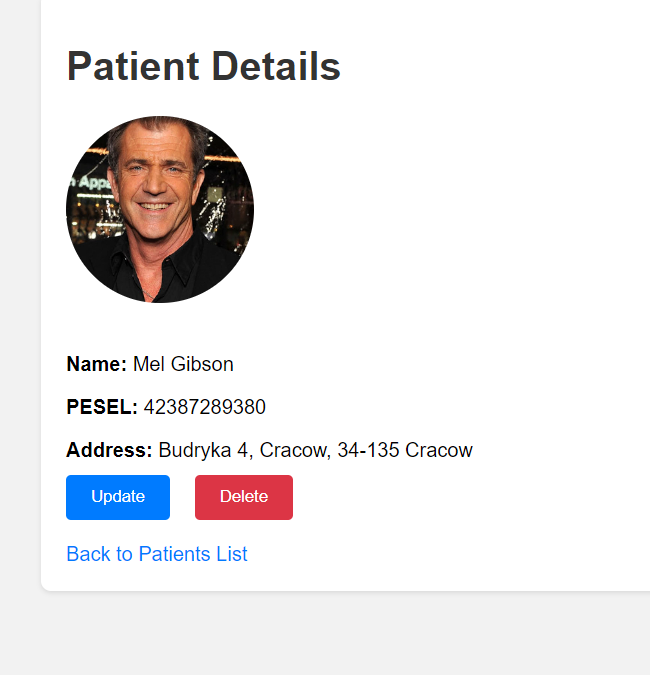 Patient Details
Name: Mel Gibson
PESEL: 42387289380
Address: Budryka 4, Cracow, 34-135 Cracow
Update Delete
Back to Patients List